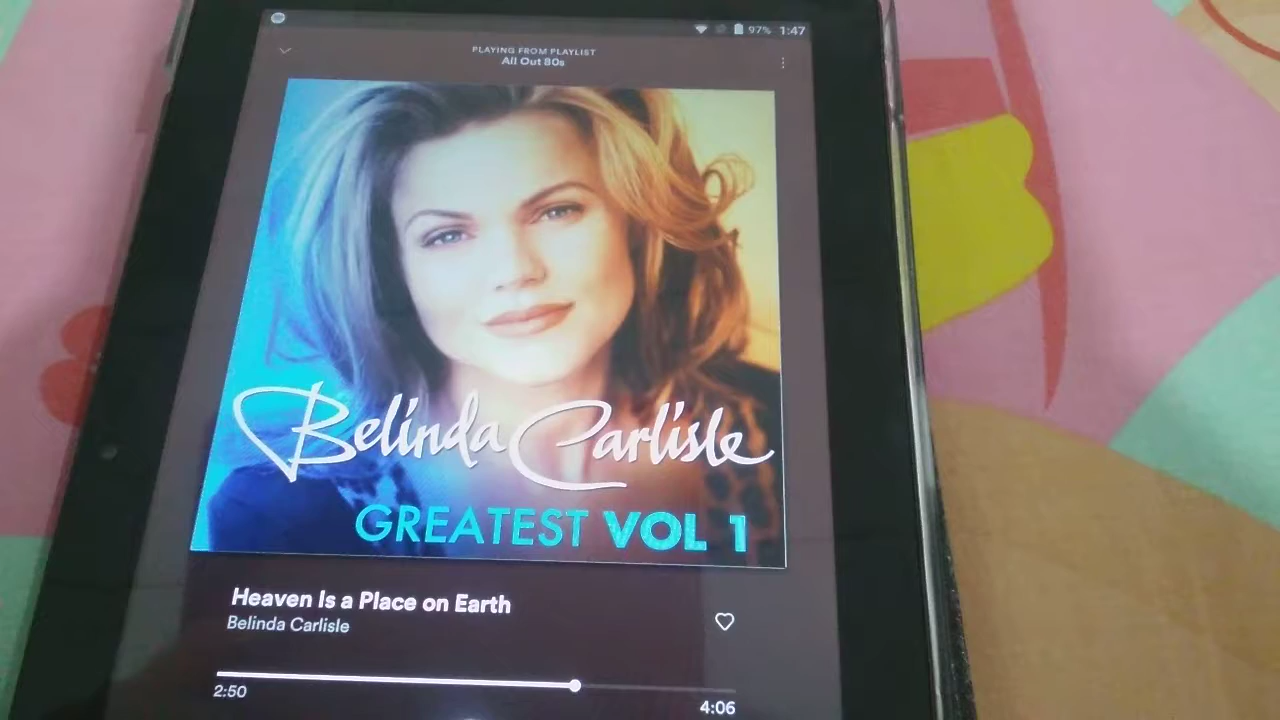 97% 1:47
PLAYING FROM PLAYLIST
All Out 80s
Belinda Carlisle
GREATEST VOL 1
Heaven Is a Place on Earth
Belinda Carlisle
2:50
4:06